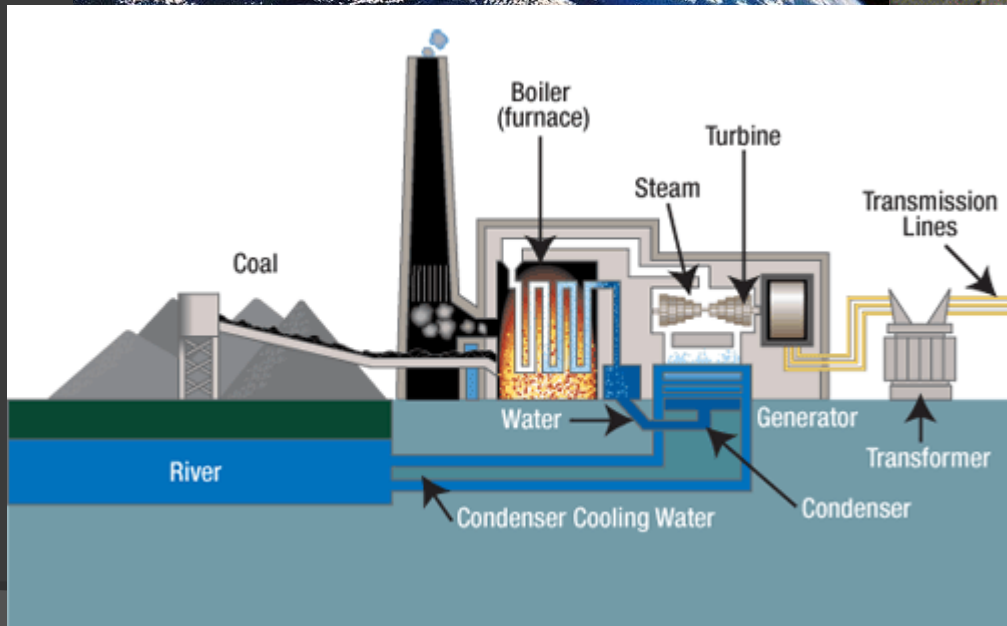 Boiler
(furnace)
Turbine
Steam
Transmission
Lines
Coal
Water
Generator
Transformer
River
Condenser
Condenser Cooling Water